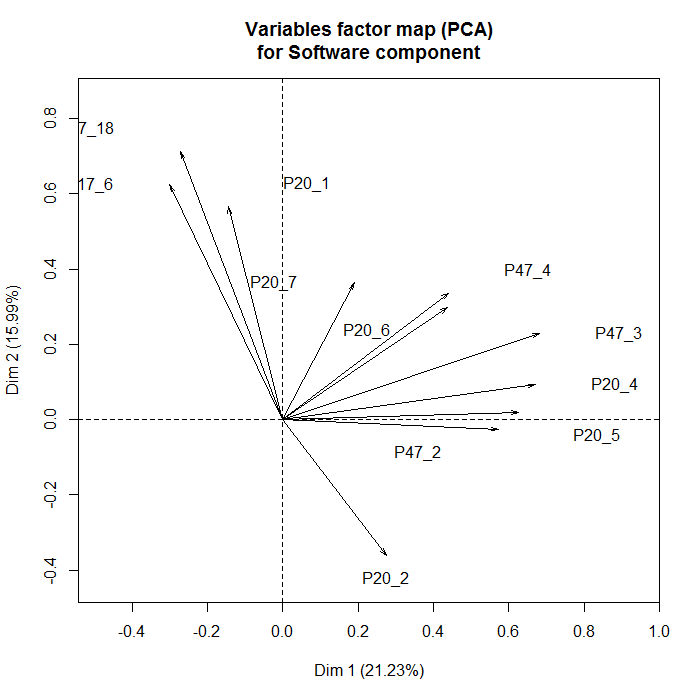 Variables factor map (PCA)
for Software component
7_18
17_6
P20_1
P47_4
P20_7
P20_6
P47_3
P20_4
P20_5
P47_2
P20_2
0.8
0.6
0.4
0.2
0.0
-0.2
-0.4
Dim 2 (15.99%)
-0.4 -0.2 0.0 0.2 0.4 0.6 0.8 1.0
Dim 1 (21.23%)